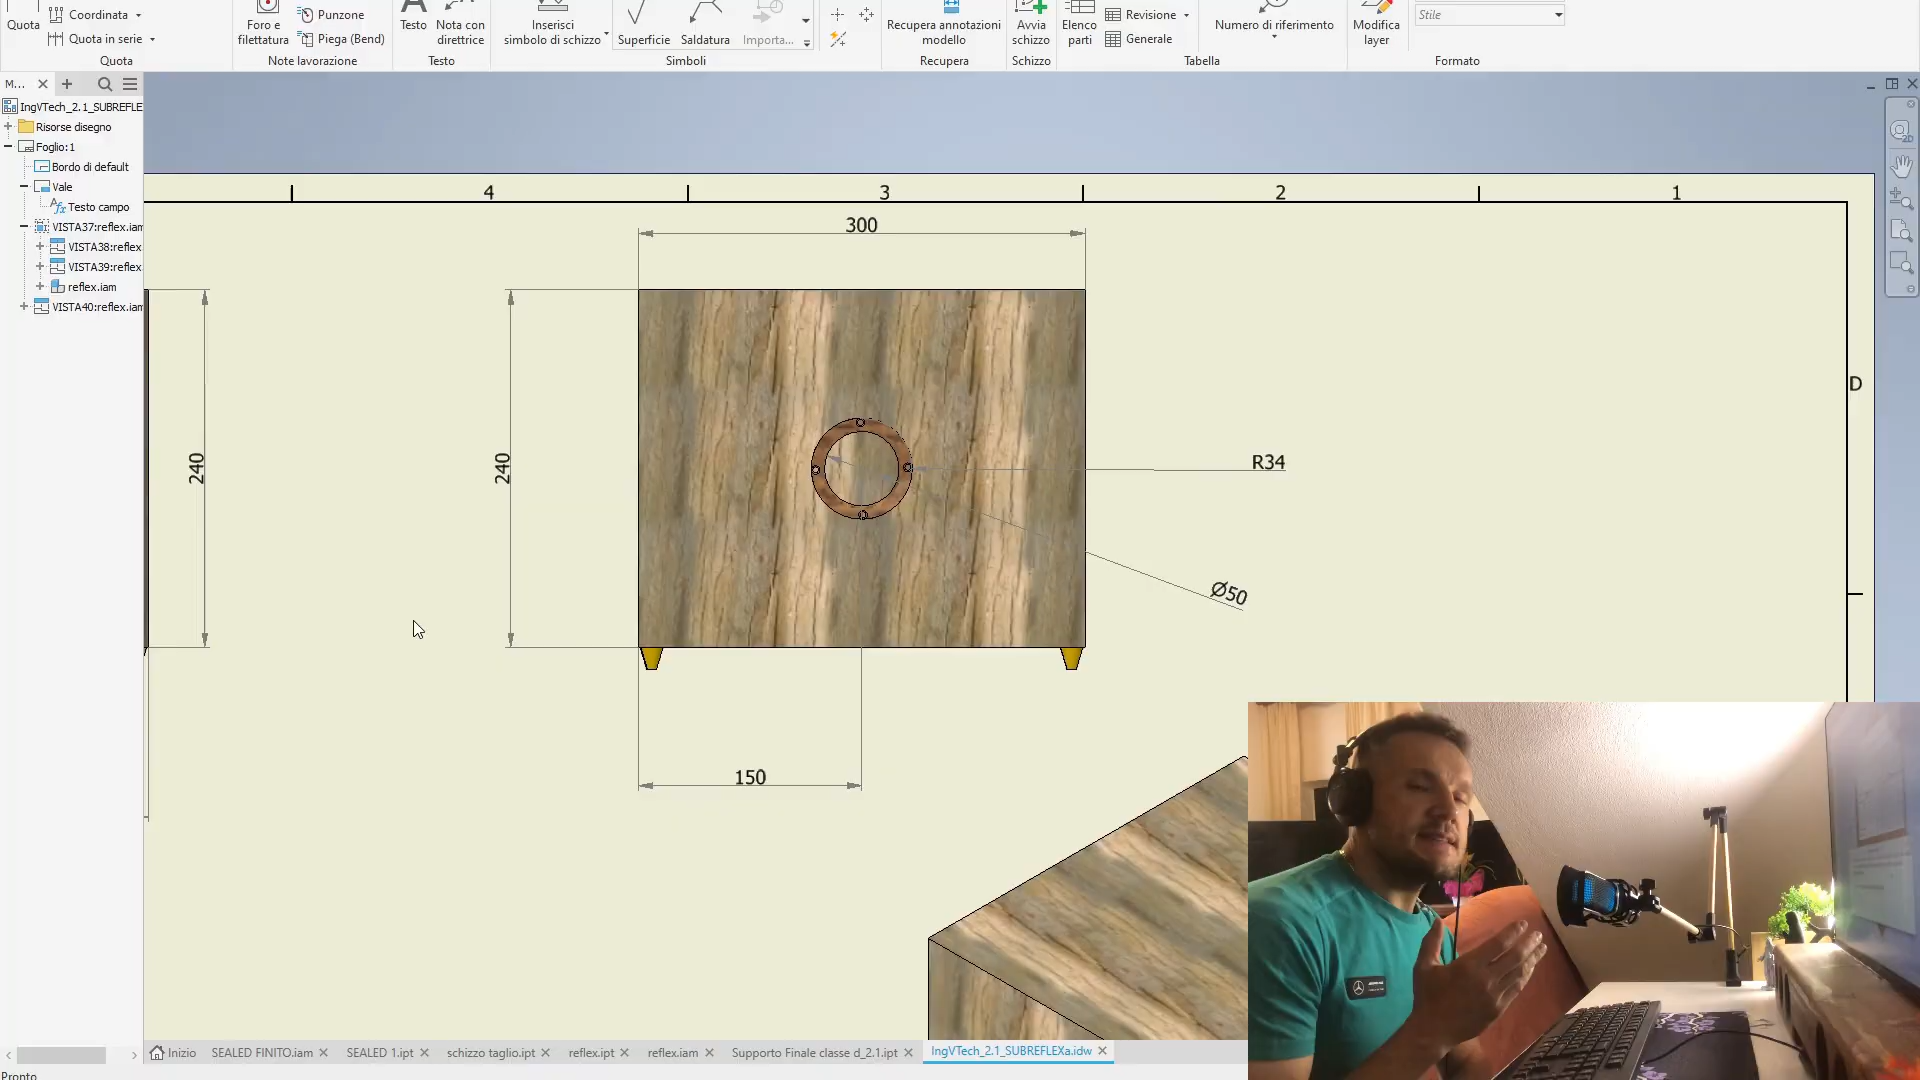 Quota
Coordinata
Quota in serie
Quota
Foro e
filettatura
Punzone
Piega (Bend)
Note lavorazione
Testo
Nota con
direttrice
Testo
Inserisci
simbolo di schizzo
Superficie
Saldatura
Importa...
Simboli
Recupera annotazioni
modello
Recupera
Avvia
schizzo
Schizzo
Elenco
parti
Revisione
Generale
Numero di riferimento
Tabella
Modifica
layer
Stile
Formato
M...
IngVTech_2.1_SUBREFLE
Risorse disegno
Foglio:1
Bordo di default
Vale
Testo campo
VISTA37:reflex.iam
VISTA38:reflex
VISTA39:reflex
reflex.iam
VISTA40:reflex.iam
4
3
2
1
D
300
240
240
R34
Ø50
150
Inizio
SEALED FINITO.iam
SEALED 1.ipt
schizzo taglio.ipt
reflex.ipt
reflex.iam
Supporto Finale classe d_2.1.ipt
IngVTech_2.1_SUBREFLEXa.idw
Pronto